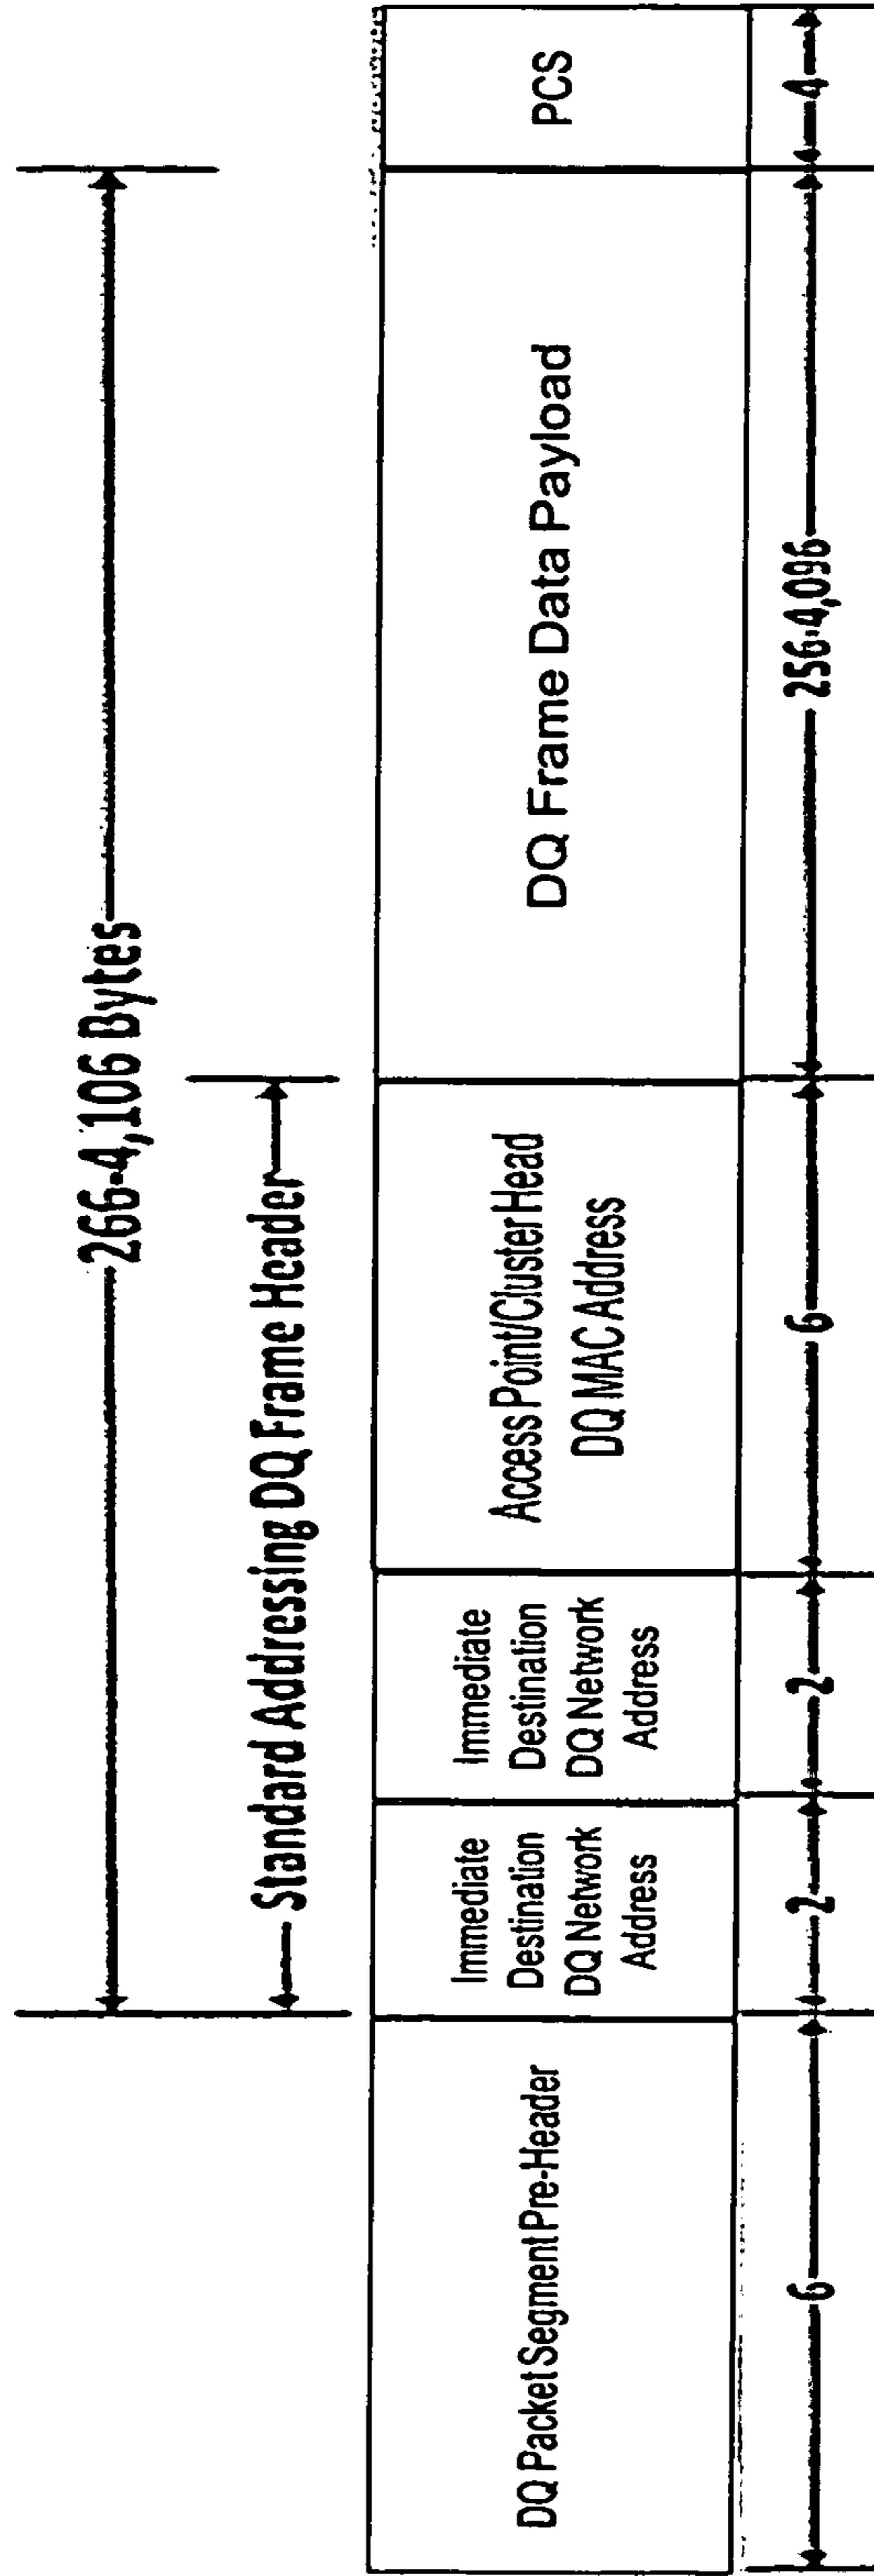 266-4,106 Bytes
Standard Addressing DQ Frame Header
DQ Packet Segment Pre-Header
Immediate
Destination
DQ Network
Address
Immediate
Destination
DQ Network
Address
Access Point/Cluster Head
DQ MAC Address
DQ Frame Data Payload
PCS
6
2
2
6
256-4,096
4